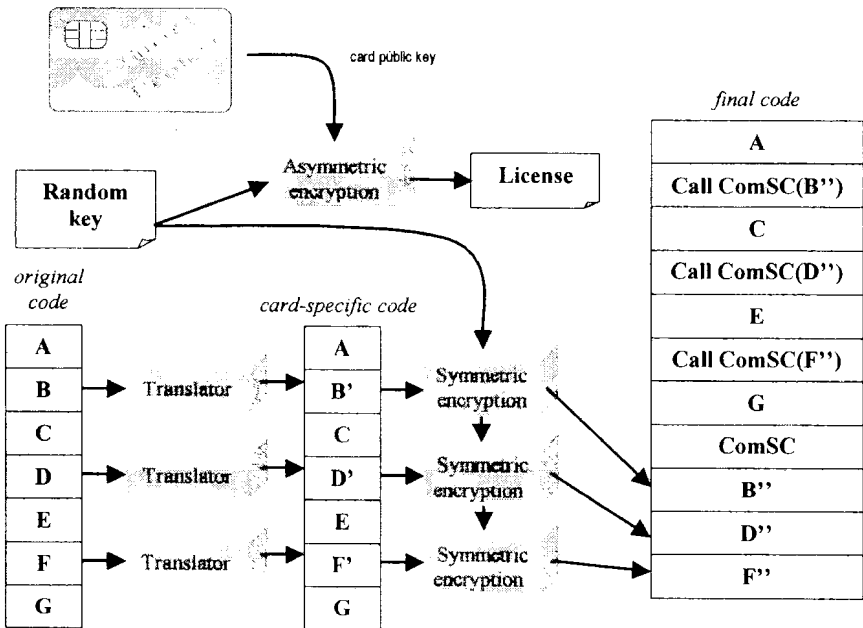 card public key
final code
A
Call ComSC(B’’)
C
Call ComSC(D’’)
E
Call ComSC(F’’)
G
ComSC
B’’
D’’
F’’
Asymmetric
encryption
License
Random
key
original
code
A
B
C
D
E
F
G
Translator
Translator
Translator
card-specific code
A
B’
C
D’
E
F’
G
Symmetric
encryption
Symmetric
encryption
Symmetric
encryption